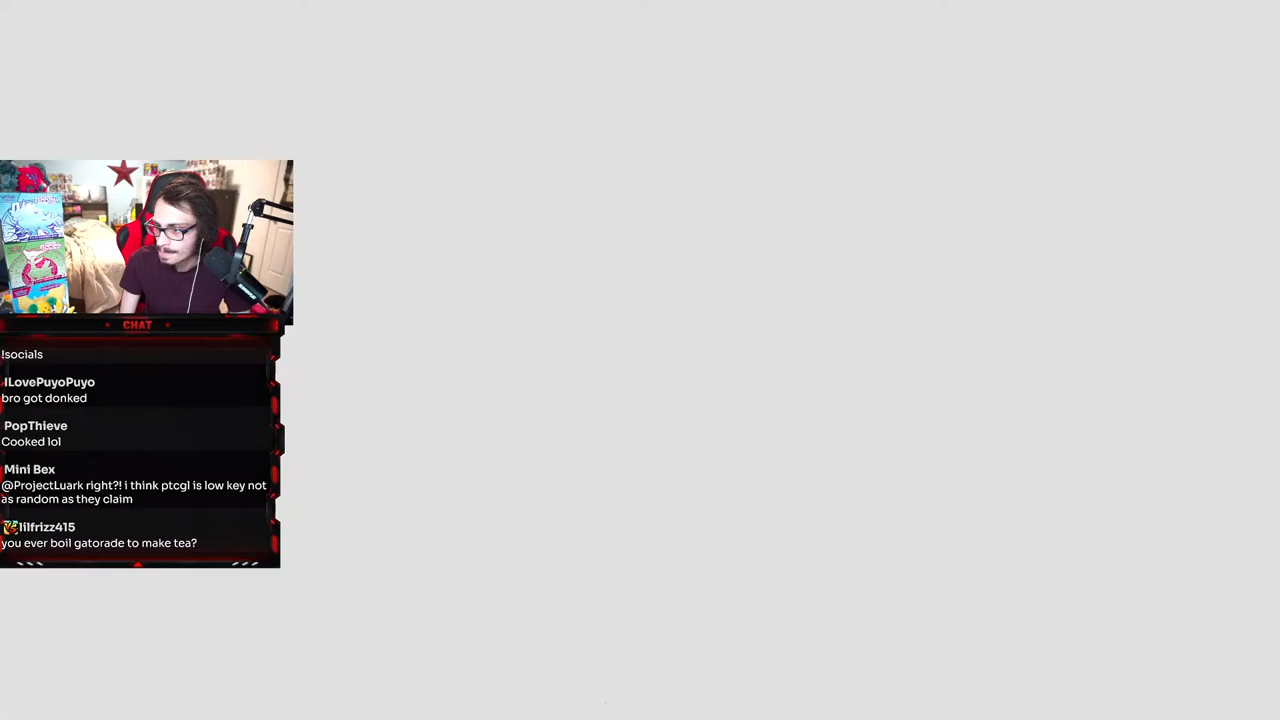 CHAT
!socials
ILovePuyoPuyo
bro got donked
PopThieve
Cooked lol
Mini Bex
@ProjectLuark right?! i think ptcgl is low key not
as random as they claim
lilfrizz415
you ever boil gatorade to make tea?